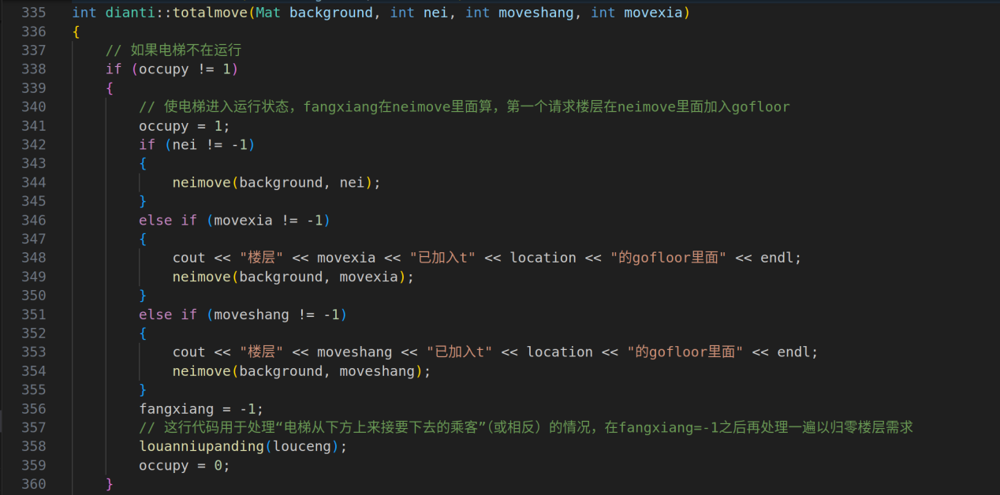 335 int dianti::totalmove(Mat background, int nei, int moveshang, int movexia)
336 {
337     // 如果电梯不在运行
338     if (occupy != 1)
339     {
340         // 使电梯进入运行状态，fangxiang在neimove里面算，第一个请求楼层在neimove里面加入gofloor
341         occupy = 1;
342         if (nei != -1)
343         {
344             neimove(background, nei);
345         }
346         else if (movexia != -1)
347         {
348             cout << "楼层" << movexia << "已加入t" << location << "的gofloor里面" << endl;
349             neimove(background, movexia);
350         }
351         else if (moveshang != -1)
352         {
353             cout << "楼层" << moveshang << "已加入t" << location << "的gofloor里面" << endl;
354             neimove(background, moveshang);
355         }
356         fangxiang = -1;
357         // 这行代码用于处理“电梯从下方上来接要下去的乘客”（或相反）的情况，在fangxiang=-1之后再处理一遍以归零楼层需求
358         louanniupanding(louceng);
359         occupy = 0;
360     }